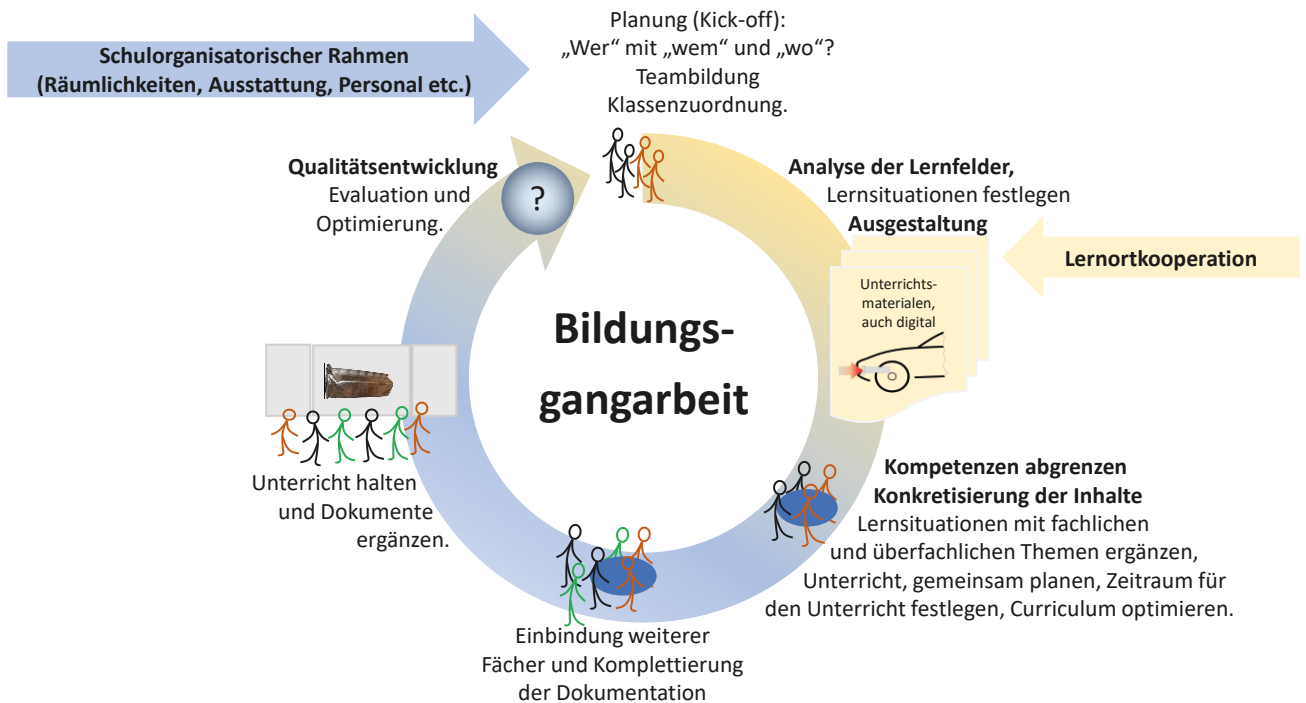 Planung (Kick-off):
„Wer“ mit „wem“ und „wo“?
Teambildung
Klassenzuordnung.
Schulorganisatorischer Rahmen
(Räumlichkeiten, Ausstattung, Personal etc.)
Qualitätsentwicklung
Evaluation und
Optimierung.
?
Analyse der Lernfelder,
Lernsituationen festlegen
Ausgestaltung
Lernortkooperation
Unterrichts-
materialen,
auch digital
Bildungs-
gangarbeit
Kompetenzen abgrenzen
Konkretisierung der Inhalte
Lernsituationen mit fachlichen
und überfachlichen Themen ergänzen,
Unterricht, gemeinsam planen, Zeitraum für
den Unterricht festlegen, Curriculum optimieren.
Unterricht halten
und Dokumente
ergänzen.
Einbindung weiterer
Fächer und Komplettierung
der Dokumentation